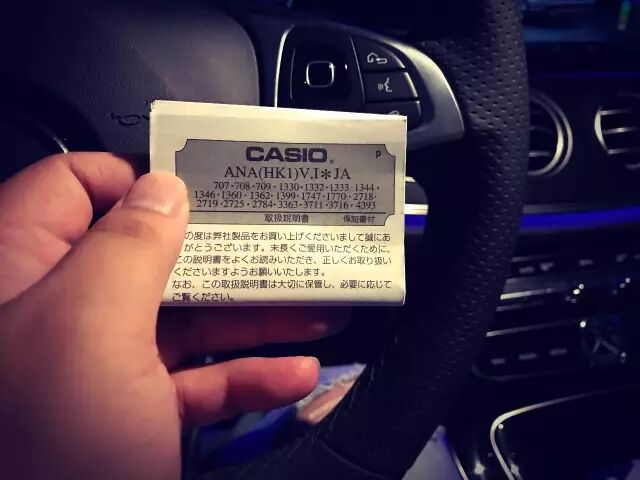 CASIO
P
ANA(HK1)V.I*JA
707・708・709・1330・1332・1333 1344・
1346・1360・1362・1399・1747・1770・2718・
2719・2725・2784・3363・3711・3716・4393
取扱説明書 保証書付
の度は弊社製品をお買い上げくださいまして誠にあ
がとうございます。末長くご愛用いただくために、
この説明書をよくお読みいただき、正しくお取り扱い
くださいますようお願いいたします。
なお、この取扱説明書は大切に保管し、必要に応じて
ご覧ください。